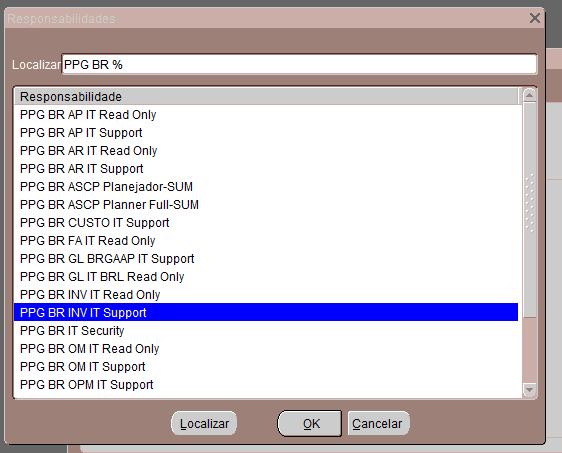 Responsabilidades
Localizar PPG BR %
Responsabilidade
PPG BR AP IT Read Only
PPG BR AP IT Support
PPG BR AR IT Read Only
PPG BR AR IT Support
PPG BR ASCP Planejador-SUM
PPG BR ASCP Planner Full-SUM
PPG BR CUSTO IT Support
PPG BR FA IT Read Only
PPG BR GL BRGAAP IT Support
PPG BR GL IT BRL Read Only
PPG BR INV IT Read Only
PPG BR INV IT Support
PPG BR IT Security
PPG BR OM IT Read Only
PPG BR OM IT Support
PPG BR OPM IT Support
Localizar OK Cancelar